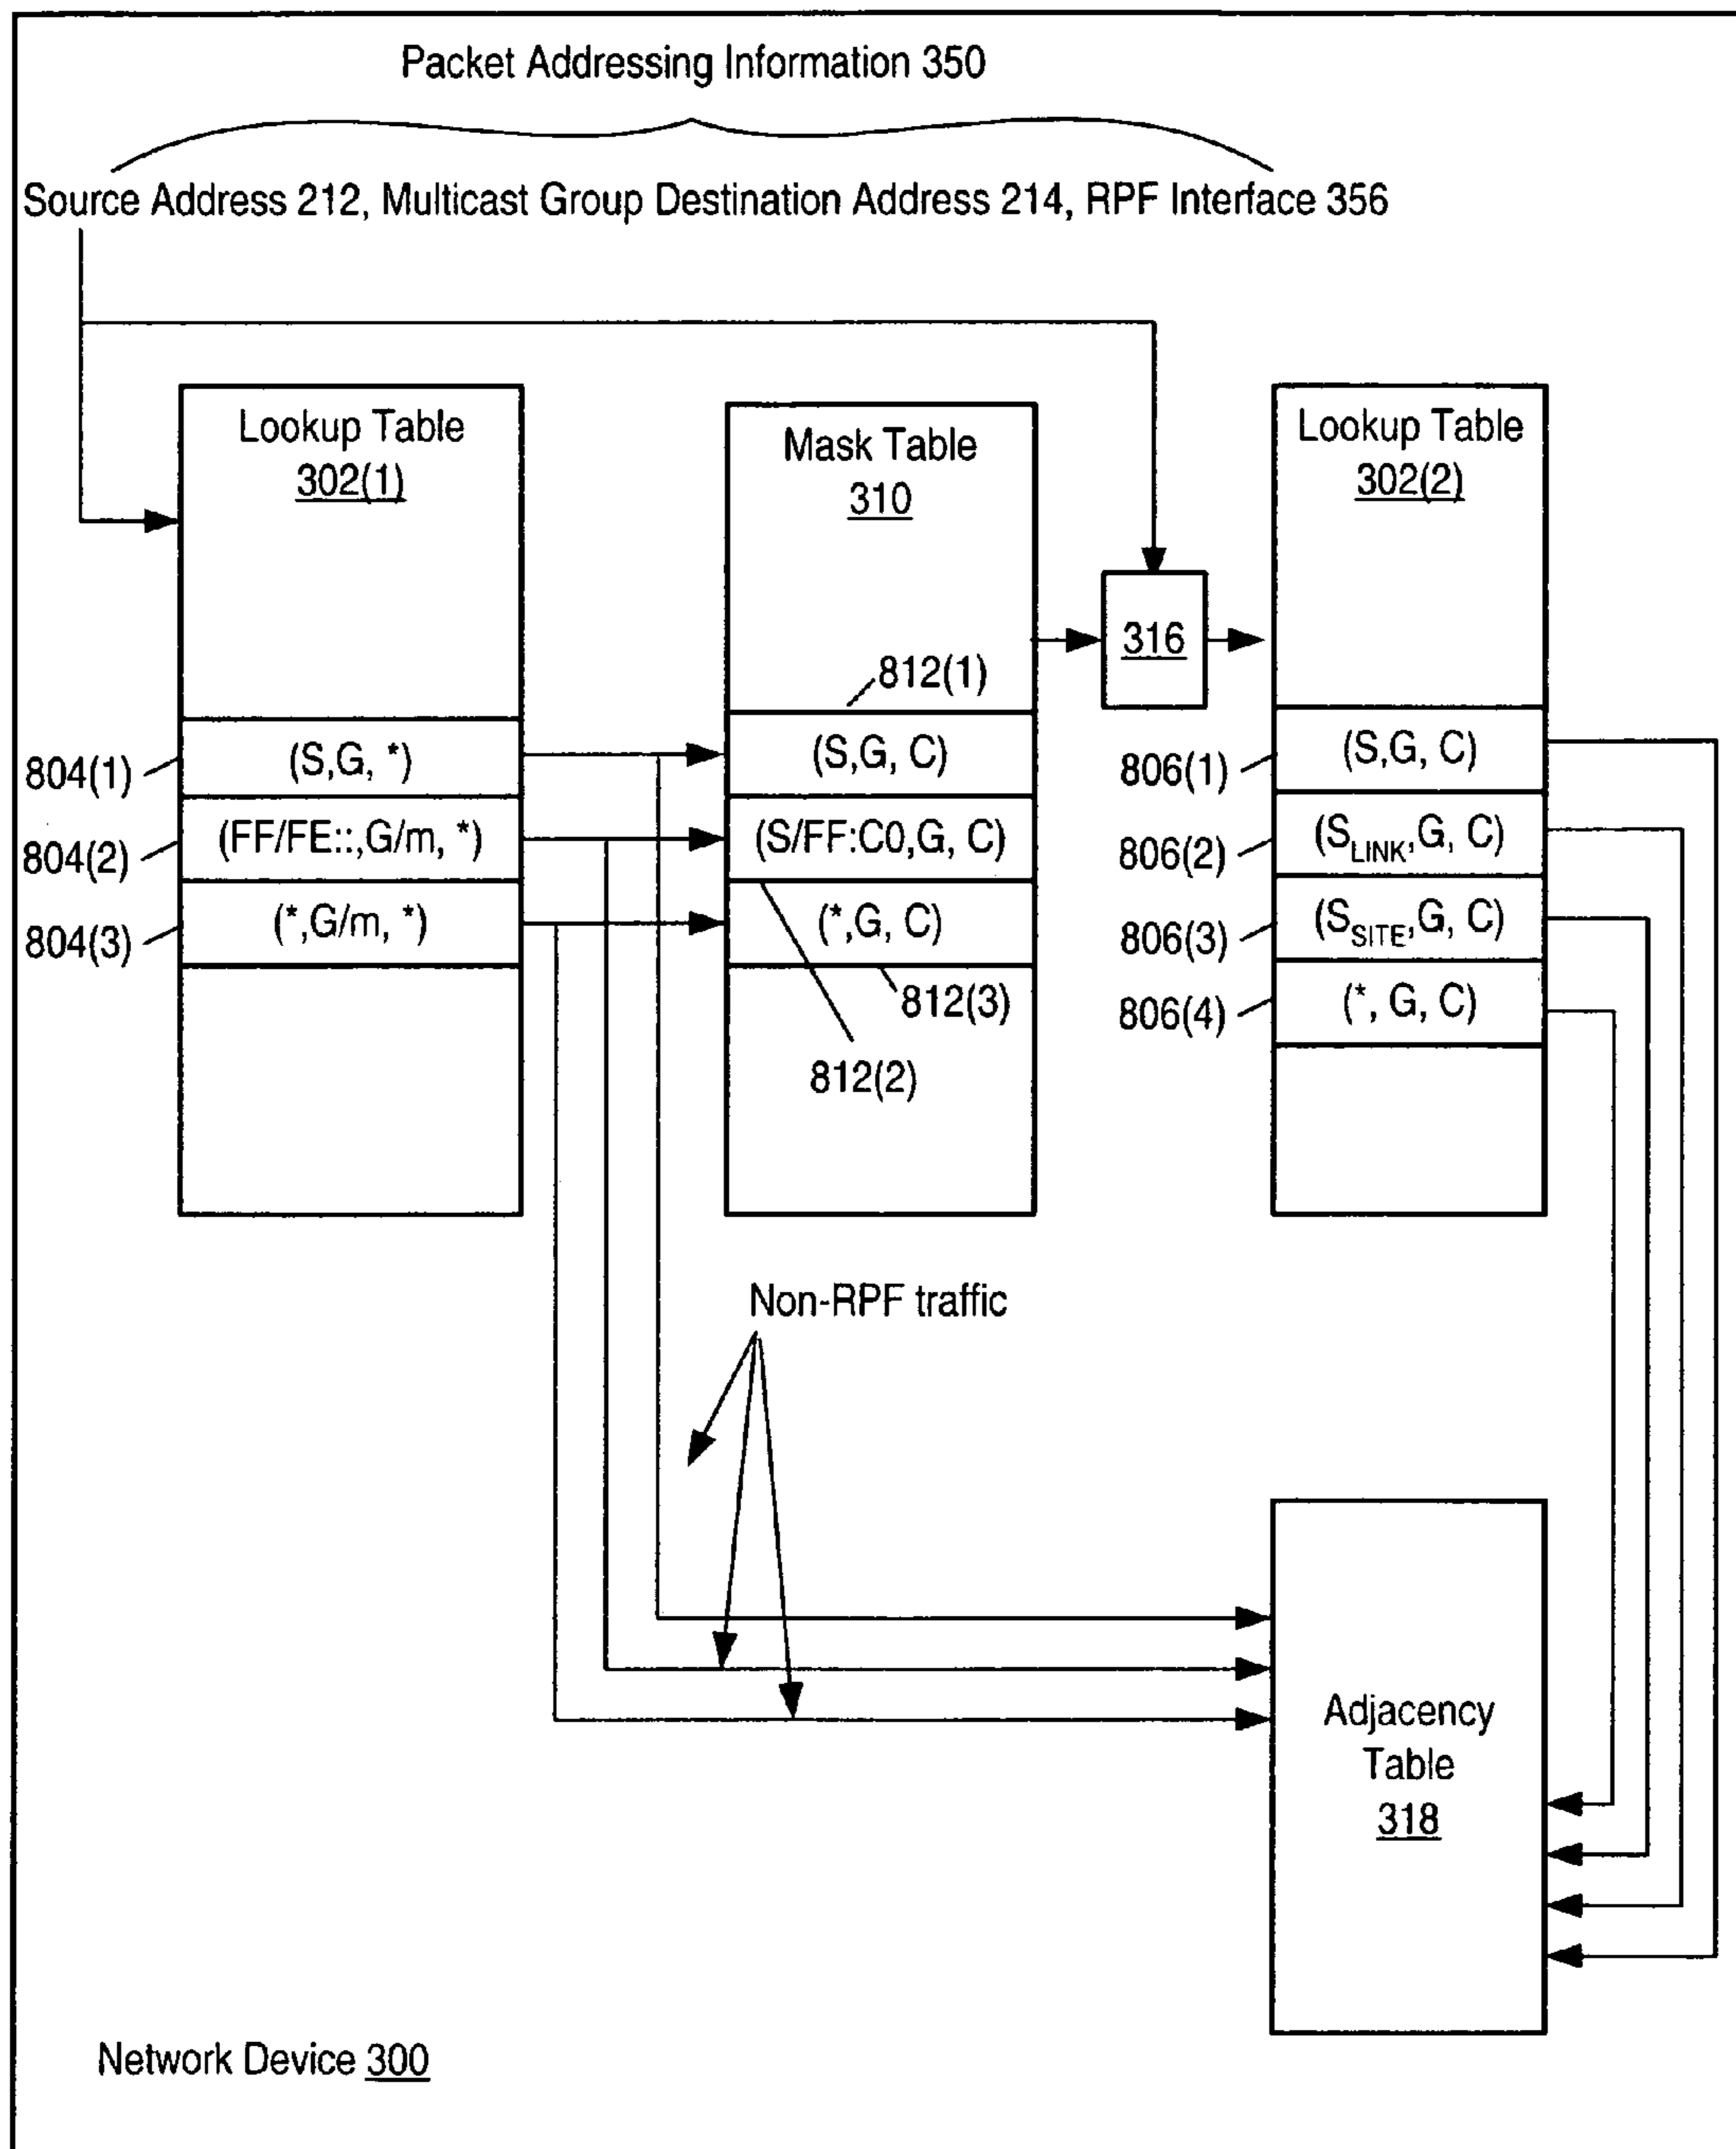 Packet Addressing Information 350
Source Address 212, Multicast Group Destination Address 214, RPF Interface 356
Lookup Table
302(1)
Mask Table
310
Lookup Table
302(2)
316
812(1)
804(1)
(S,G, *)
(S,G, C)
806(1)
(S,G, C)
804(2)
(FF/FE::,G/m, *)
(S/FF:C0,G, C)
806(2)
(S_LINK,G, C)
804(3)
(*,G/m, *)
(*,G, C)
806(3)
(S_SITE,G, C)
812(3)
806(4)
(*, G, C)
812(2)
Non-RPF traffic
Adjacency
Table
318
Network Device 300